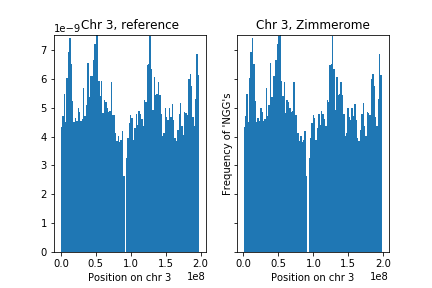 1e−9
Chr 3, reference
Chr 3, Zimmerome
7
6
5
4
3
2
1
0
Frequency of 'NGG's
0.0 0.5 1.0 1.5 2.0
0.0 0.5 1.0 1.5 2.0
1e8
1e8
Position on chr 3
Position on chr 3